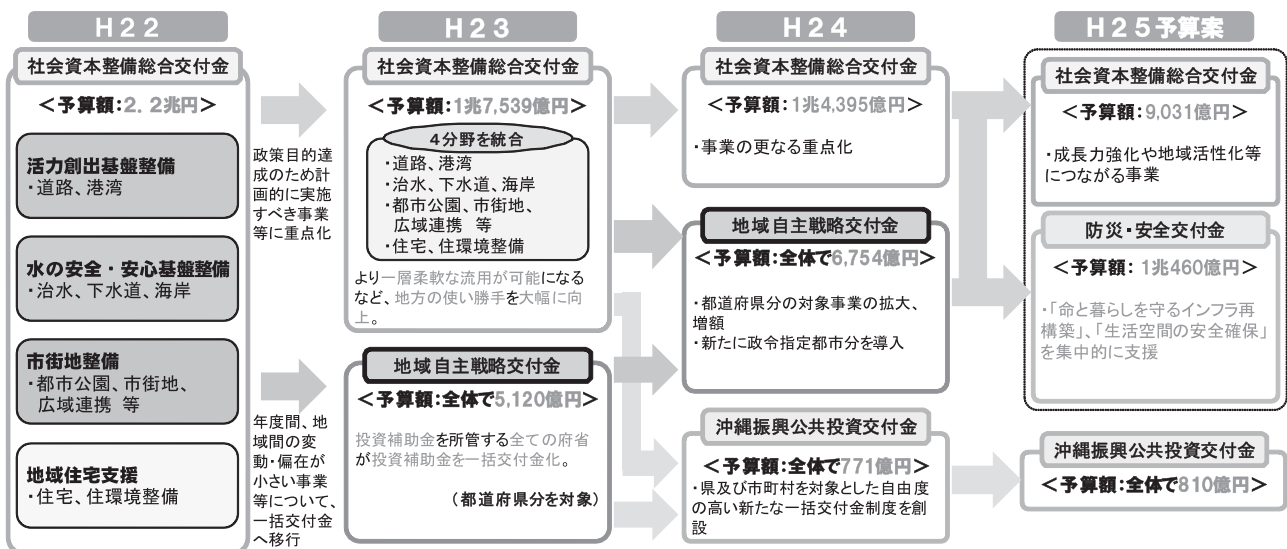 H22
社会資本整備総合交付金
<予算額:2.2兆円>
活力創出基盤整備
・道路、港湾
水の安全・安心基盤整備
・治水、下水道、海岸
市街地整備
・都市公園、市街地、
広域連携 等
地域住宅支援
・住宅、住環境整備
政策目的達
成のため計
画的に実施
すべき事業
等に重点化
年度間、地
域間の変
動・偏在が
小さい事業
等について、
一括交付金
へ移行
H23
社会資本整備総合交付金
<予算額:1兆7,539億円>
4分野を統合
・道路、港湾
・治水、下水道、海岸
・都市公園、市街地、
広域連携 等
・住宅、住環境整備
より一層柔軟な流用が可能になる
など、地方の使い勝手を大幅に向
上。
地域自主戦略交付金
<予算額:全体で5,120億円>
投資補助金を所管する全ての府省
が投資補助金を一括交付金化。
(都道府県分を対象)
H24
社会資本整備総合交付金
<予算額:1兆4,395億円>
・事業の更なる重点化
地域自主戦略交付金
<予算額:全体で6,754億円>
・都道府県分の対象事業の拡大、
増額
・新たに政令指定都市分を導入
沖縄振興公共投資交付金
<予算額:全体で771億円>
・県及び市町村を対象とした自由度
の高い新たな一括交付金制度を創
設
H25予算案
社会資本整備総合交付金
<予算額:9,031億円>
・成長力強化や地域活性化等
につながる事業
防災・安全交付金
<予算額: 1兆460億円>
・「命と暮らしを守るインフラ再
構築」、「生活空間の安全確保」
を集中的に支援
沖縄振興公共投資交付金
<予算額:全体で810億円>